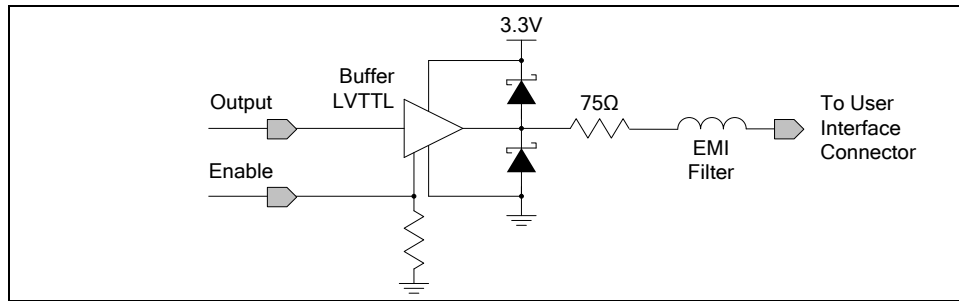 3.3V
Buffer
LVTTL
Output
75Ω
To User
Interface
Connector
EMI
Filter
Enable